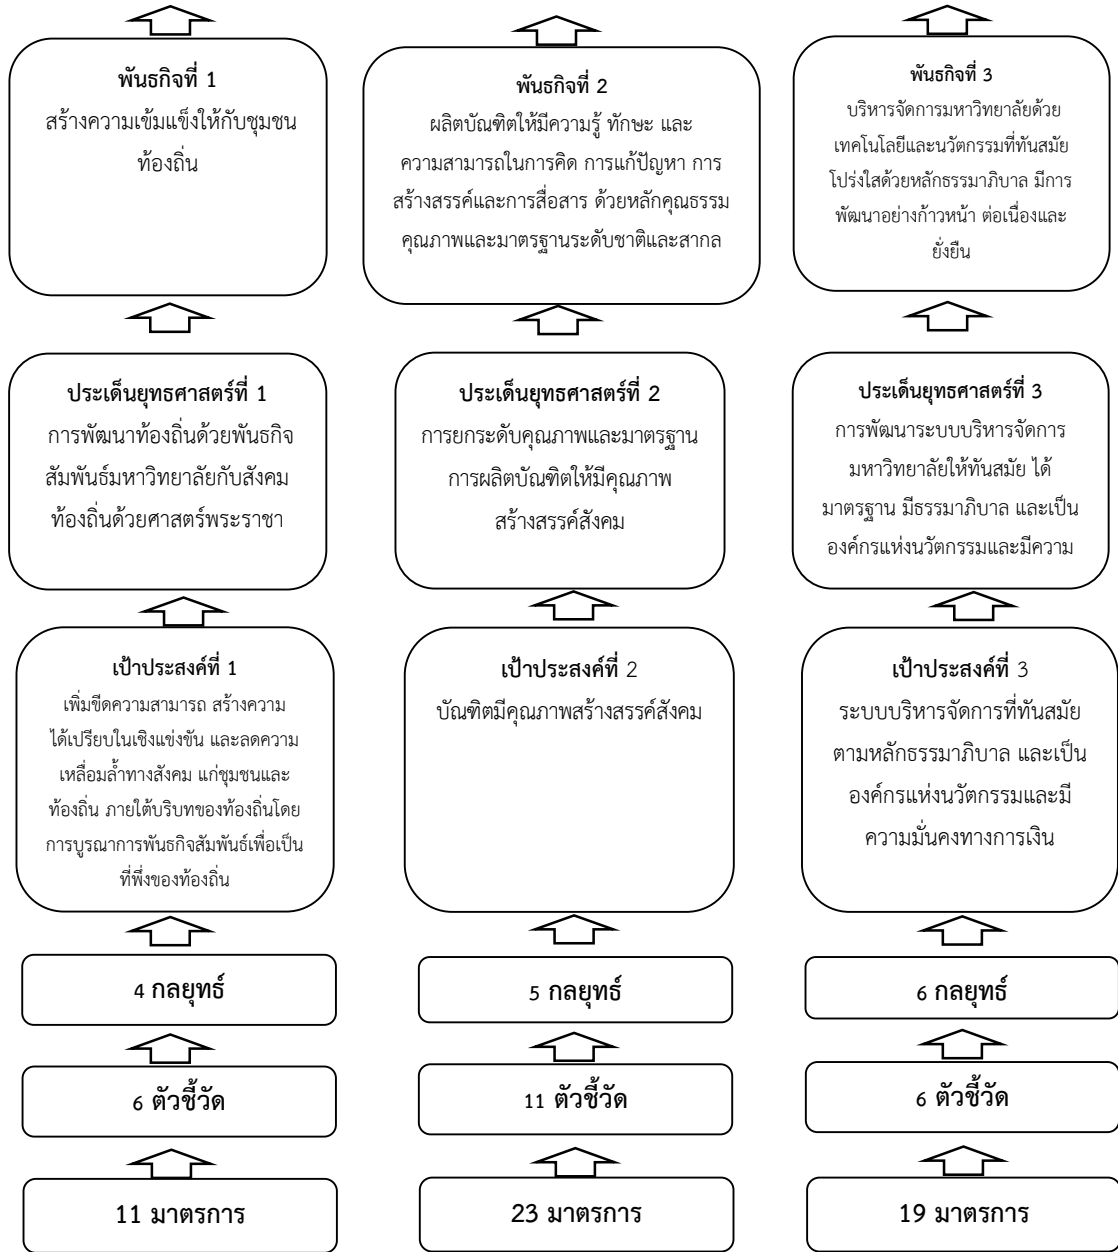 พันธกิจที่ 1
สร้างความเข้มแข็งให้กับชุมชน
ท้องถิ่น
พันธกิจที่ 2
ผลิตบัณฑิตให้มีความรู้ ทักษะ และ
ความสามารถในการคิด การแก้ปัญหา การ
สร้างสรรค์และการสื่อสาร ด้วยหลักคุณธรรม
คุณภาพและมาตรฐานระดับชาติและสากล
พันธกิจที่ 3
บริหารจัดการมหาวิทยาลัยด้วย
เทคโนโลยีและนวัตกรรมที่ทันสมัย
โปร่งใสด้วยหลักธรรมาภิบาล มีการ
พัฒนาอย่างก้าวหน้า ต่อเนื่องและ
ยั่งยืน
ประเด็นยุทธศาสตร์ที่ 1
การพัฒนาท้องถิ่นด้วยพันธกิจ
สัมพันธ์มหาวิทยาลัยกับสังคม
ท้องถิ่นด้วยศาสตร์พระราชา
ประเด็นยุทธศาสตร์ที่ 2
การยกระดับคุณภาพและมาตรฐาน
การผลิตบัณฑิตให้มีคุณภาพ
สร้างสรรค์สังคม
ประเด็นยุทธศาสตร์ที่ 3
การพัฒนาระบบบริหารจัดการ
มหาวิทยาลัยให้ทันสมัย ได้
มาตรฐาน มีธรรมาภิบาล และเป็น
องค์กรแห่งนวัตกรรมและมีความ
เป้าประสงค์ที่ 1
เพิ่มขีดความสามารถ สร้างความ
ได้เปรียบในเชิงแข่งขัน และลดความ
เหลื่อมล้ำทางสังคม แก่ชุมชนและ
ท้องถิ่น ภายใต้บริบทของท้องถิ่นโดย
การบูรณาการพันธกิจสัมพันธ์เพื่อเป็น
ที่พึ่งของท้องถิ่น
เป้าประสงค์ที่ 2
บัณฑิตมีคุณภาพสร้างสรรค์สังคม
เป้าประสงค์ที่ 3
ระบบบริหารจัดการที่ทันสมัย
ตามหลักธรรมาภิบาล และเป็น
องค์กรแห่งนวัตกรรมและมี
ความมั่นคงทางการเงิน
4 กลยุทธ์
5 กลยุทธ์
6 กลยุทธ์
6 ตัวชี้วัด
11 ตัวชี้วัด
6 ตัวชี้วัด
11 มาตรการ
23 มาตรการ
19 มาตรการ